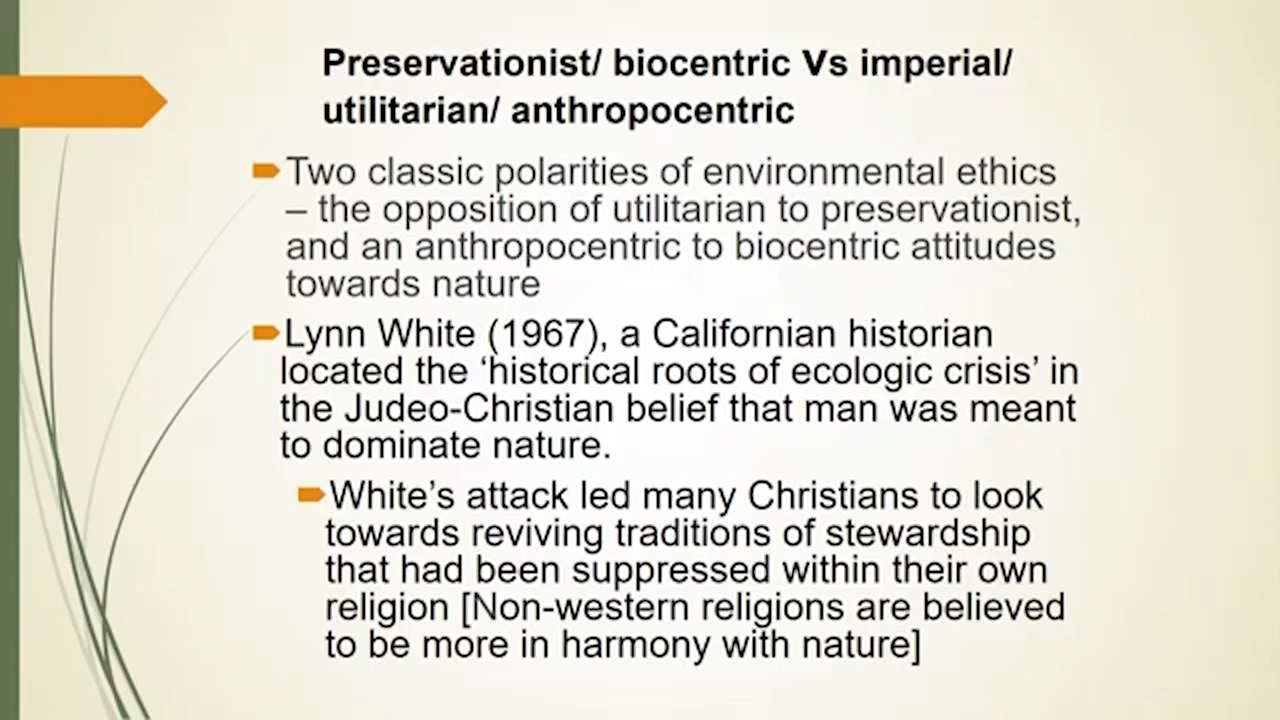 Preservationist/ biocentric Vs imperial/
utilitarian/ anthropocentric
Two classic polarities of environmental ethics
– the opposition of utilitarian to preservationist,
and an anthropocentric to biocentric attitudes
towards nature
Lynn White (1967), a Californian historian
located the ‘historical roots of ecologic crisis’ in
the Judeo-Christian belief that man was meant
to dominate nature.
White’s attack led many Christians to look
towards reviving traditions of stewardship
that had been suppressed within their own
religion [Non-western religions are believed
to be more in harmony with nature]